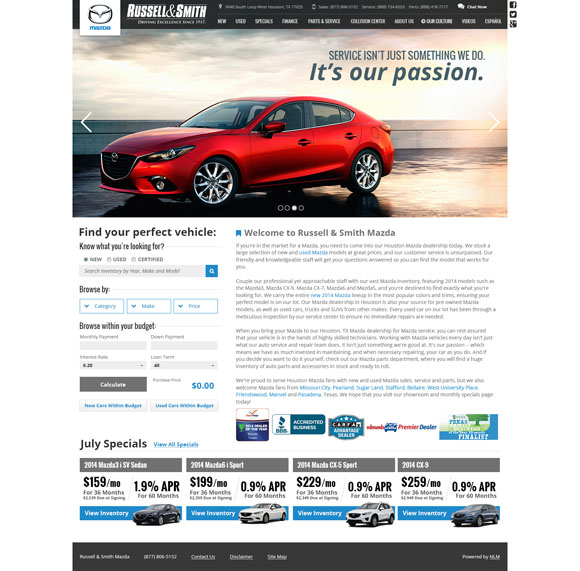 mazda
RUSSELL & SMITH
DRIVING EXCELLENCE SINCE 1917.
3440 South Loop West Houston, TX 77025
Sales: (877) 806-5152 Service: (888) 734-6553 Parts: (888) 418-7217
Chat Now
NEW USED SPECIALS FINANCE PARTS & SERVICE COLLISION CENTER ABOUT US OUR CULTURE VIDEOS ESPAÑOL
SERVICE ISN'T JUST SOMETHING WE DO.
It's our passion.
Find your perfect vehicle:
Know what you're looking for?
NEW USED CERTIFIED
Search Inventory by Year, Make and Model
Browse by:
Category Make Price
Browse within your budget:
Monthly Payment Down Payment
Interest Rate Loan Term
8.20
Calculate
Purchase Price
$0.00
New Cars Within Budget Used Cars Within Budget
Welcome to Russell & Smith Mazda
If you're in the market for a Mazda, you need to come into our Houston Mazda dealership today. We stock a
large selection of new and used Mazda models at great prices, and our customer service is unsurpassed. Our
friendly and knowledgeable staff will get your questions answered so you can find the model that works for
you.
Couple our professional yet approachable staff with our vast Mazda inventory, featuring 2014 models such as
the Mazda3, Mazda CX-9, Mazda CX-7, Mazda6 and Mazda5, and you're destined to find exactly what you're
looking for. We carry the entire new 2014 Mazda lineup in the most popular colors and trims, ensuring your
perfect model is on our lot. Our Mazda dealership in Houston is also your source for pre-owned Mazda
models, as well as used cars, trucks and SUVs from other makes. Every used car on our lot has been through a
meticulous inspection by our service center to ensure no immediate repairs are needed.
When you bring your Mazda to our Houston, TX Mazda dealership for Mazda service, you can rest assured
that your vehicle is in the hands of highly skilled technicians. Working with Mazda vehicles every day isn't just
what our auto service and repair team does, it isn't just something we're good at, it's our passion – which
means we have as much invested in maintaining, and when necessary repairing, your car as you do. And if
you decide you want to do it yourself, check out our Mazda parts department, where you will find a huge
inventory of auto parts and accessories in stock and ready to roll.
We're proud to serve Houston Mazda fans with new and used Mazda sales, service and parts, but we also
welcome Mazda fans from Missouri City, Pearland, Sugar Land, Stafford, Bellaire, West University Place,
Friendswood, Manvel and Pasadena, Texas. We hope that you visit our showroom and monthly specials page
today!
BBB ACCREDITED BUSINESS
CARFAX ADVANTAGE DEALER
edmunds Premier Dealer
FINALIST
July Specials View All Specials
2014 Mazda3 i SV Sedan 2014 Mazda6 i Sport 2014 Mazda CX-5 Sport 2014 CX-9
$159/mo 1.9% APR $199/mo 0.9% APR $229/mo 0.9% APR $259/mo 0.9% APR
For 36 Months For 60 Months For 36 Months For 60 Months For 36 Months For 60 Months For 36 Months For 60 Months
View Inventory View Inventory View Inventory View Inventory
Russell & Smith Mazda (877) 806-5152 Contact Us Disclaimer Site Map Powered by NLM